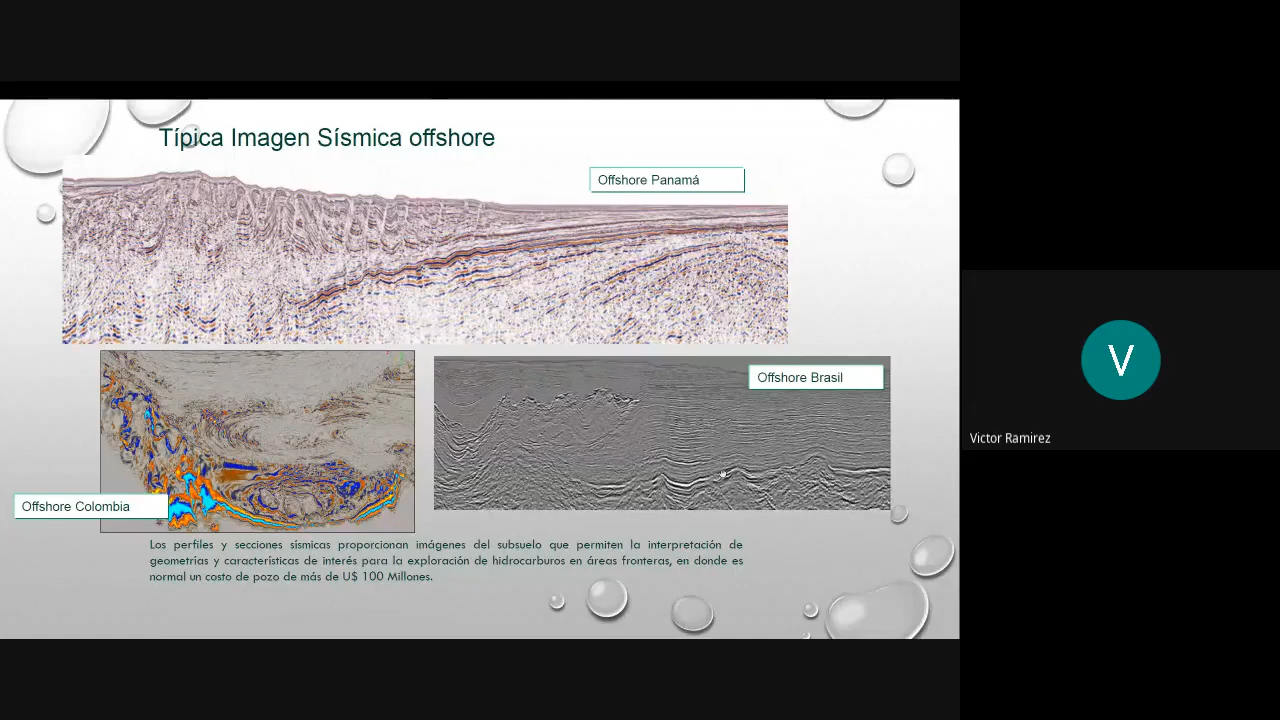 Típica Imagen Sísmica offshore
Offshore Panamá
Offshore Brasil
Offshore Colombia
Los perfiles y secciones sísmicas proporcionan imágenes del subsuelo que permiten la interpretación de
geometrías y características de interés para la exploración de hidrocarburos en áreas fronteras, en donde es
normal un costo de pozo de más de U$ 100 Millones.
V
Victor Ramirez